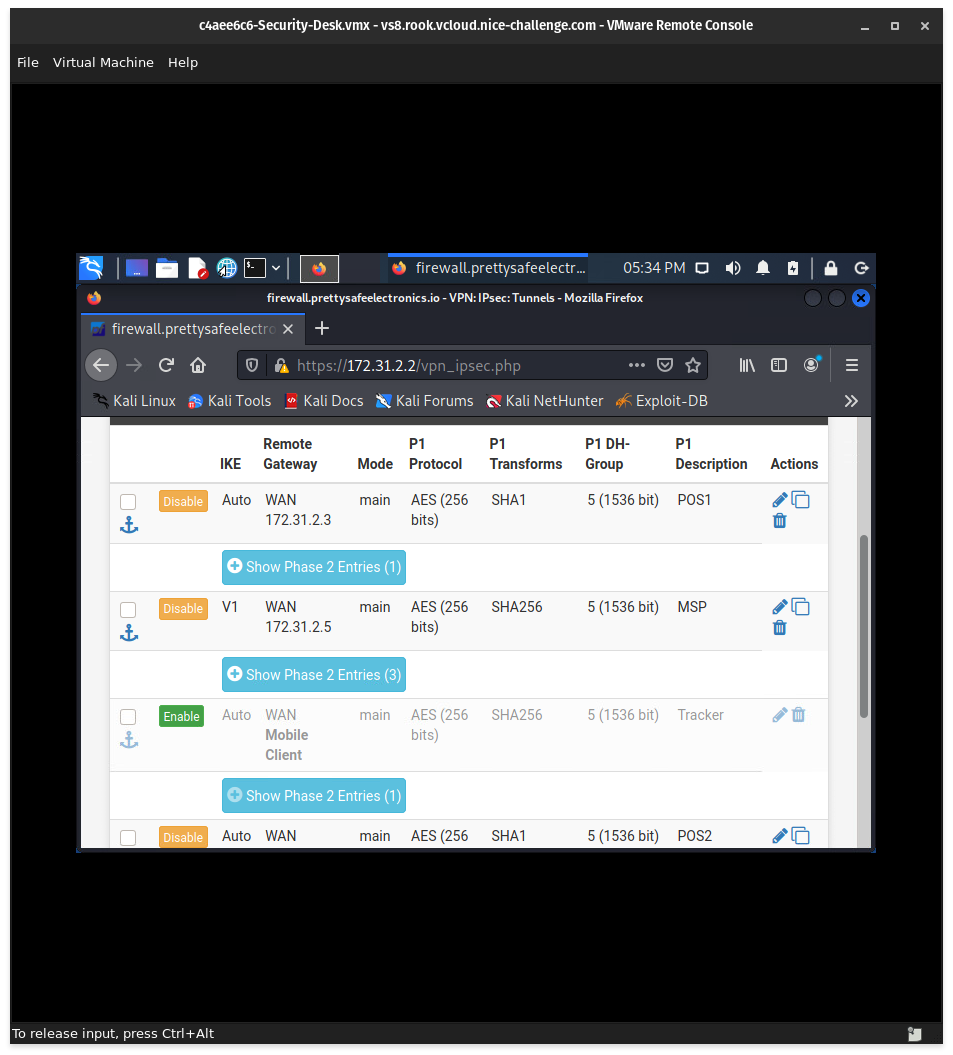 c4aee6c6-Security-Desk.vmx - vs8.rook.vcloud.nice-challenge.com - VMware Remote Console
File Virtual Machine Help
firewall.prettysafeelectr... 05:34 PM
firewall.prettysafeelectronics.io - VPN: IPsec: Tunnels - Mozilla Firefox
firewall.prettysafeelectro
https://172.31.2.2/vpn_ipsec.php
Kali Linux Kali Tools Kali Docs Kali Forums Kali NetHunter Exploit-DB
Remote P1 P1 P1 DH- P1
IKE Gateway Mode Protocol Transforms Group Description Actions
Disable Auto WAN main AES (256 SHA1 5 (1536 bit) POS1
172.31.2.3 bits)
Show Phase 2 Entries (1)
Disable V1 WAN main AES (256 SHA256 5 (1536 bit) MSP
172.31.2.5 bits)
Show Phase 2 Entries (3)
Enable Auto WAN main AES (256 SHA256 5 (1536 bit) Tracker
Mobile bits)
Client
Show Phase 2 Entries (1)
Disable Auto WAN main AES (256 SHA1 5 (1536 bit) POS2
To release input, press Ctrl+Alt